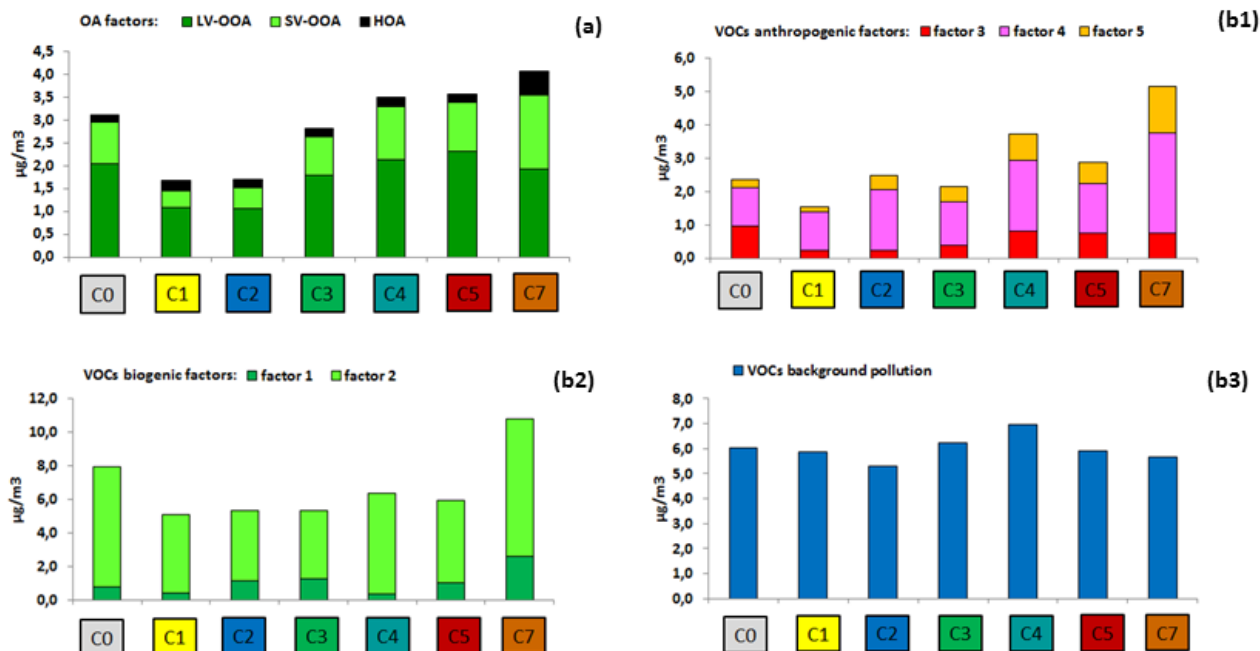 OA factors: LV-OOA SV-OOA HOA (a)
4,5
4,0
3,5
3,0
2,5
2,0
1,5
1,0
0,5
0,0
µg/m3
C0 C1 C2 C3 C4 C5 C7
VOCs anthropogenic factors: factor 3 factor 4 factor 5 (b1)
6,0
5,0
4,0
3,0
2,0
1,0
0,0
µg/m3
C0 C1 C2 C3 C4 C5 C7
VOCs biogenic factors: factor 1 factor 2 (b2)
12,0
10,0
8,0
6,0
4,0
2,0
0,0
µg/m3
C0 C1 C2 C3 C4 C5 C7
VOCs background pollution (b3)
8,0
7,0
6,0
5,0
4,0
3,0
2,0
1,0
0,0
µg/m3
C0 C1 C2 C3 C4 C5 C7